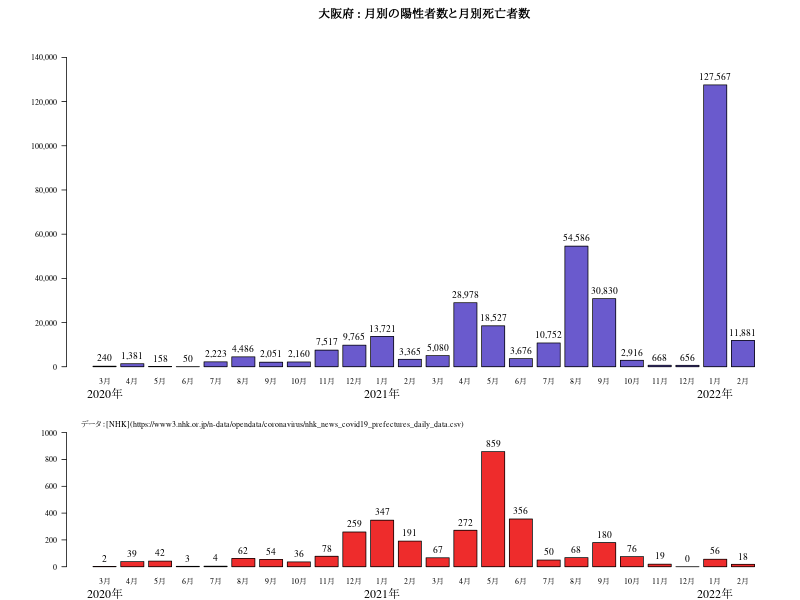 大阪府 : 月別の陽性者数と月別死亡者数
140,000
120,000
100,000
80,000
60,000
40,000
20,000
0
240 1,381 158 50 2,223 4,486 2,051 2,160 7,517 9,765 13,721 3,365 5,080 28,978 18,527 3,676 10,752 54,586 30,830 2,916 668 656 127,567 11,881
3月 4月 5月 6月 7月 8月 9月 10月 11月 12月 1月 2月 3月 4月 5月 6月 7月 8月 9月 10月 11月 12月 1月 2月
2020年 2021年 2022年
データ:[NHK](https://www3.nhk.or.jp/n-data/opendata/coronavirus/nhk_news_covid19_prefectures_daily_data.csv)
1000
800
600
400
200
0
2 39 42 3 4 62 54 36 78 259 347 191 67 272 859 356 50 68 180 76 19 0 56 18
3月 4月 5月 6月 7月 8月 9月 10月 11月 12月 1月 2月 3月 4月 5月 6月 7月 8月 9月 10月 11月 12月 1月 2月
2020年 2021年 2022年